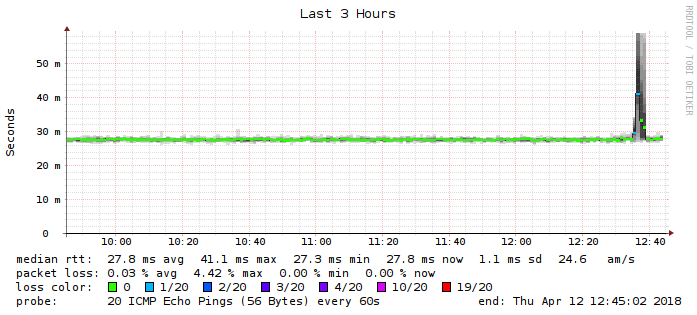 Last 3 Hours
RRDTOOL / TOBI OETIKER
Seconds
50 m
40 m
30 m
20 m
10 m
0
10:00 10:20 10:40 11:00 11:20 11:40 12:00 12:20 12:40
median rtt: 27.8 ms avg 41.1 ms max 27.3 ms min 27.8 ms now 1.1 ms sd 24.6 am/s
packet loss: 0.03 % avg 4.42 % max 0.00 % min 0.00 % now
loss color: 0 1/20 2/20 3/20 4/20 10/20 19/20
probe: 20 ICMP Echo Pings (56 Bytes) every 60s end: Thu Apr 12 12:45:02 2018